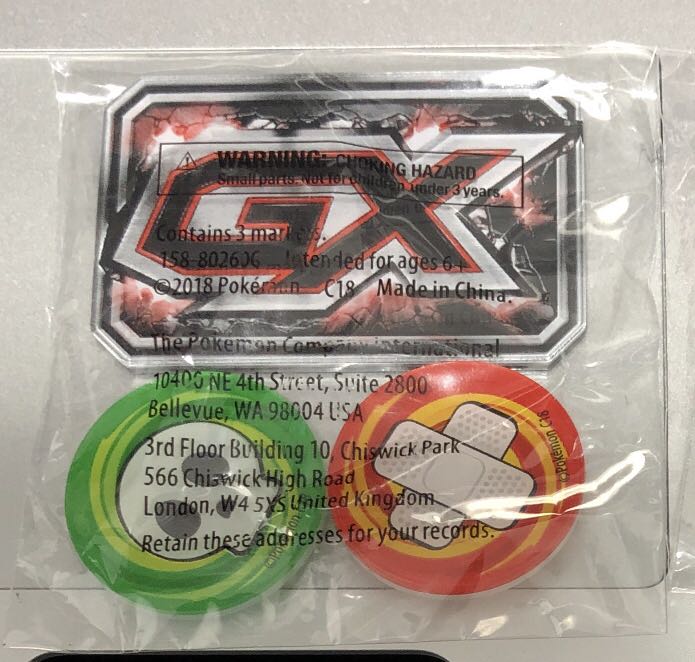 GX
WARNING: CHOKING HAZARD
Small parts. Not for children under 3 years.
Contains 3 markers.
158-80260G Intended for ages 6+
©2018 Pokémon C18 Made in China.
The Pokemon Company International
10400 NE 4th Street, Suite 2800
Bellevue, WA 98004 USA
3rd Floor Building 10, Chiswick Park
566 Chiswick High Road
London, W4 5YS United Kingdom
Retain these addresses for your records.
©Pokémon
©Pokémon C18